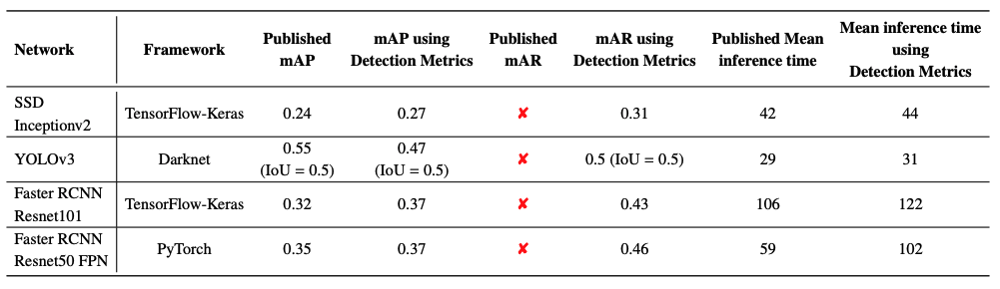 Network Framework Published mAP mAP using Detection Metrics Published mAR mAR using Detection Metrics Published Mean inference time Mean inference time using Detection Metrics
SSD Inceptionv2 TensorFlow-Keras 0.24 0.27 ✘ 0.31 42 44
YOLOv3 Darknet 0.55 (IoU = 0.5) 0.47 (IoU = 0.5) ✘ 0.5 (IoU = 0.5) 29 31
Faster RCNN Resnet101 TensorFlow-Keras 0.32 0.37 ✘ 0.43 106 122
Faster RCNN Resnet50 FPN PyTorch 0.35 0.37 ✘ 0.46 59 102